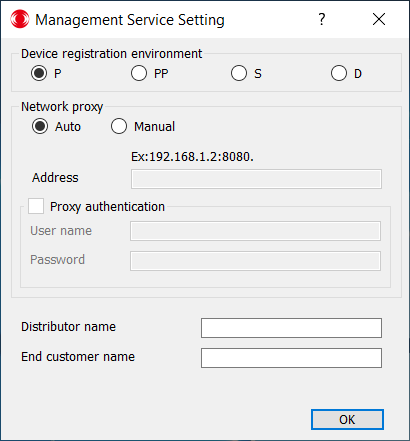 Management Service Setting
Device registration environment
P PP S D
Network proxy
Auto Manual
Ex:192.168.1.2:8080.
Address
Proxy authentication
User name
Password
Distributor name
End customer name
OK